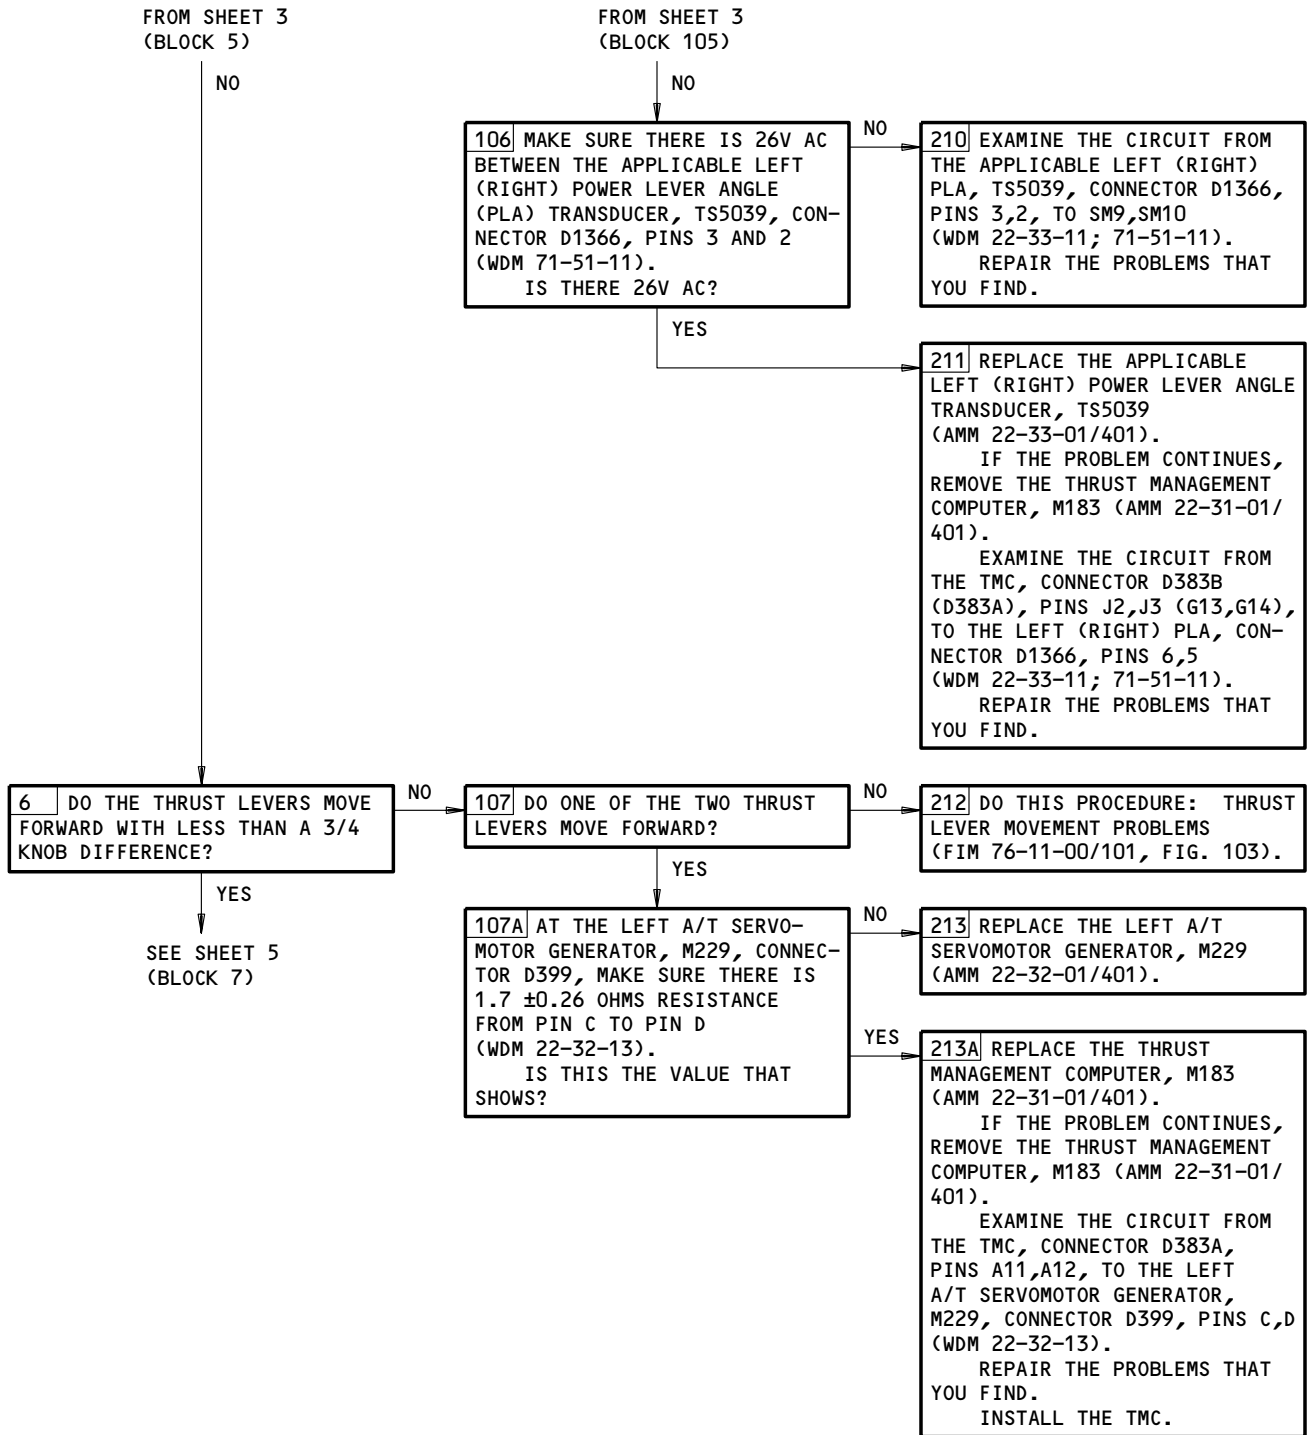 FROM SHEET 3
(BLOCK 5)
NO
FROM SHEET 3
(BLOCK 105)
NO
106 MAKE SURE THERE IS 26V AC
BETWEEN THE APPLICABLE LEFT
(RIGHT) POWER LEVER ANGLE
(PLA) TRANSDUCER, TS5039, CON-
NECTOR D1366, PINS 3 AND 2
(WDM 71-51-11).
IS THERE 26V AC?
NO
210 EXAMINE THE CIRCUIT FROM
THE APPLICABLE LEFT (RIGHT)
PLA, TS5039, CONNECTOR D1366,
PINS 3,2, TO SM9,SM10
(WDM 22-33-11; 71-51-11).
REPAIR THE PROBLEMS THAT
YOU FIND.
YES
211 REPLACE THE APPLICABLE
LEFT (RIGHT) POWER LEVER ANGLE
TRANSDUCER, TS5039
(AMM 22-33-01/401).
IF THE PROBLEM CONTINUES,
REMOVE THE THRUST MANAGEMENT
COMPUTER, M183 (AMM 22-31-01/
401).
EXAMINE THE CIRCUIT FROM
THE TMC, CONNECTOR D383B
(D383A), PINS J2,J3 (G13,G14),
TO THE LEFT (RIGHT) PLA, CON-
NECTOR D1366, PINS 6,5
(WDM 22-33-11; 71-51-11).
REPAIR THE PROBLEMS THAT
YOU FIND.
6 DO THE THRUST LEVERS MOVE
FORWARD WITH LESS THAN A 3/4
KNOB DIFFERENCE?
NO
107 DO ONE OF THE TWO THRUST
LEVERS MOVE FORWARD?
NO
212 DO THIS PROCEDURE: THRUST
LEVER MOVEMENT PROBLEMS
(FIM 76-11-00/101, FIG. 103).
YES
SEE SHEET 5
(BLOCK 7)
YES
107A AT THE LEFT A/T SERVO-
MOTOR GENERATOR, M229, CONNEC-
TOR D399, MAKE SURE THERE IS
1.7 ±0.26 OHMS RESISTANCE
FROM PIN C TO PIN D
(WDM 22-32-13).
IS THIS THE VALUE THAT
SHOWS?
NO
213 REPLACE THE LEFT A/T
SERVOMOTOR GENERATOR, M229
(AMM 22-32-01/401).
YES
213A REPLACE THE THRUST
MANAGEMENT COMPUTER, M183
(AMM 22-31-01/401).
IF THE PROBLEM CONTINUES,
REMOVE THE THRUST MANAGEMENT
COMPUTER, M183 (AMM 22-31-01/
401).
EXAMINE THE CIRCUIT FROM
THE TMC, CONNECTOR D383A,
PINS A11,A12, TO THE LEFT
A/T SERVOMOTOR GENERATOR,
M229, CONNECTOR D399, PINS C,D
(WDM 22-32-13).
REPAIR THE PROBLEMS THAT
YOU FIND.
INSTALL THE TMC.